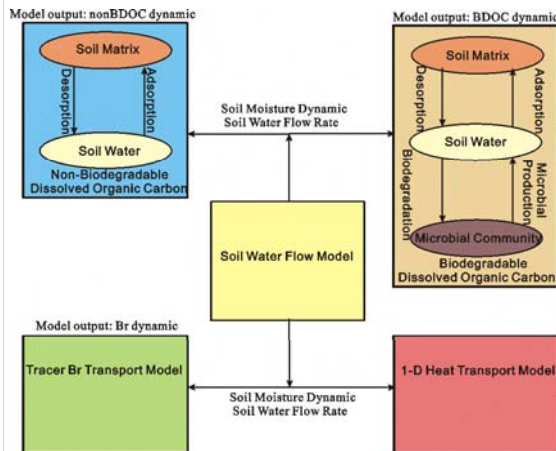 Model output: nonBDOC dynamic
Soil Matrix
Desorption
Adsorption
Soil Water
Non-Biodegradable
Dissolved Organic Carbon
Model output: BDOC dynamic
Soil Matrix
Desorption
Adsorption
Soil Water
Biodegradation
Microbial
Production
Microbial Community
Biodegradable
Dissolved Organic Carbon
Soil Moisture Dynamic
Soil Water Flow Rate
Soil Water Flow Model
Model output: Br dynamic
Tracer Br Transport Model
1-D Heat Transport Model
Soil Moisture Dynamic
Soil Water Flow Rate